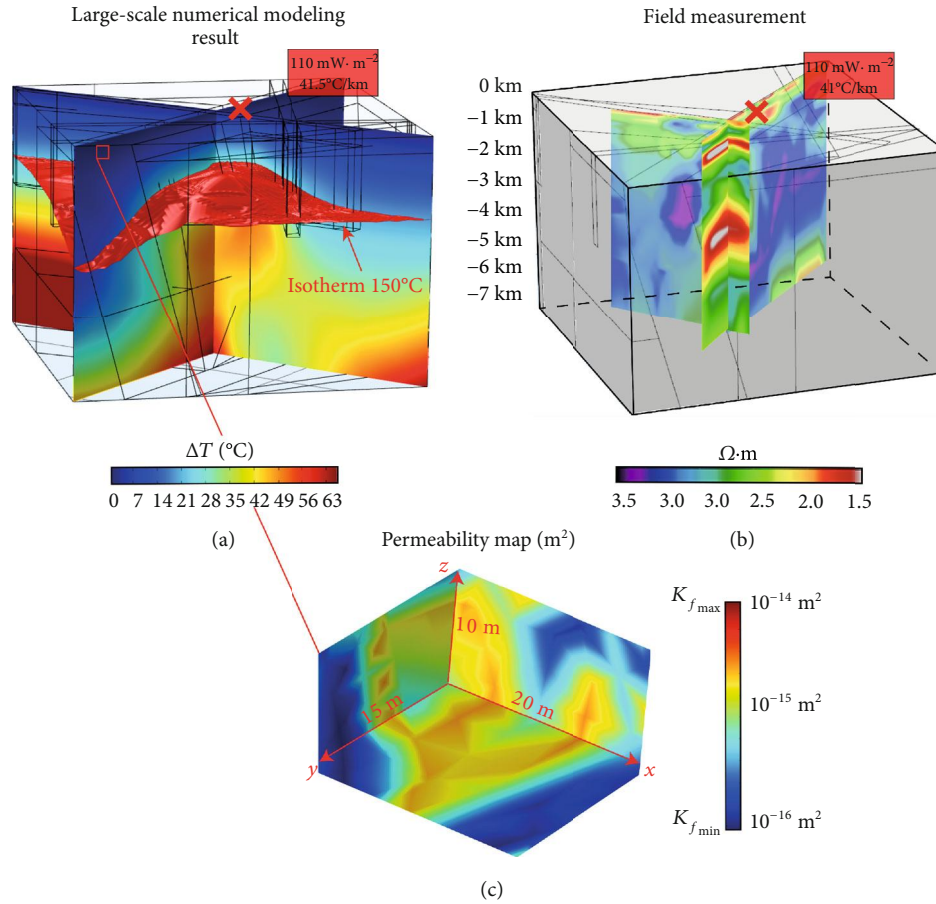 Large-scale numerical modeling
result
Field measurement
110 mW· m⁻²
41.5°C/km
110 mW· m⁻²
41°C/km
0 km
−1 km
−2 km
−3 km
−4 km
−5 km
−6 km
−7 km
Isotherm 150°C
ΔT (°C)
0 7 14 21 28 35 42 49 56 63
(a)
Ω·m
3.5 3.0 3.0 2.5 2.0 1.5
(b)
Permeability map (m²)
z
10 m
15 m
20 m
y
x
K_f max
10⁻¹⁴ m²
10⁻¹⁵ m²
K_f min
10⁻¹⁶ m²
(c)